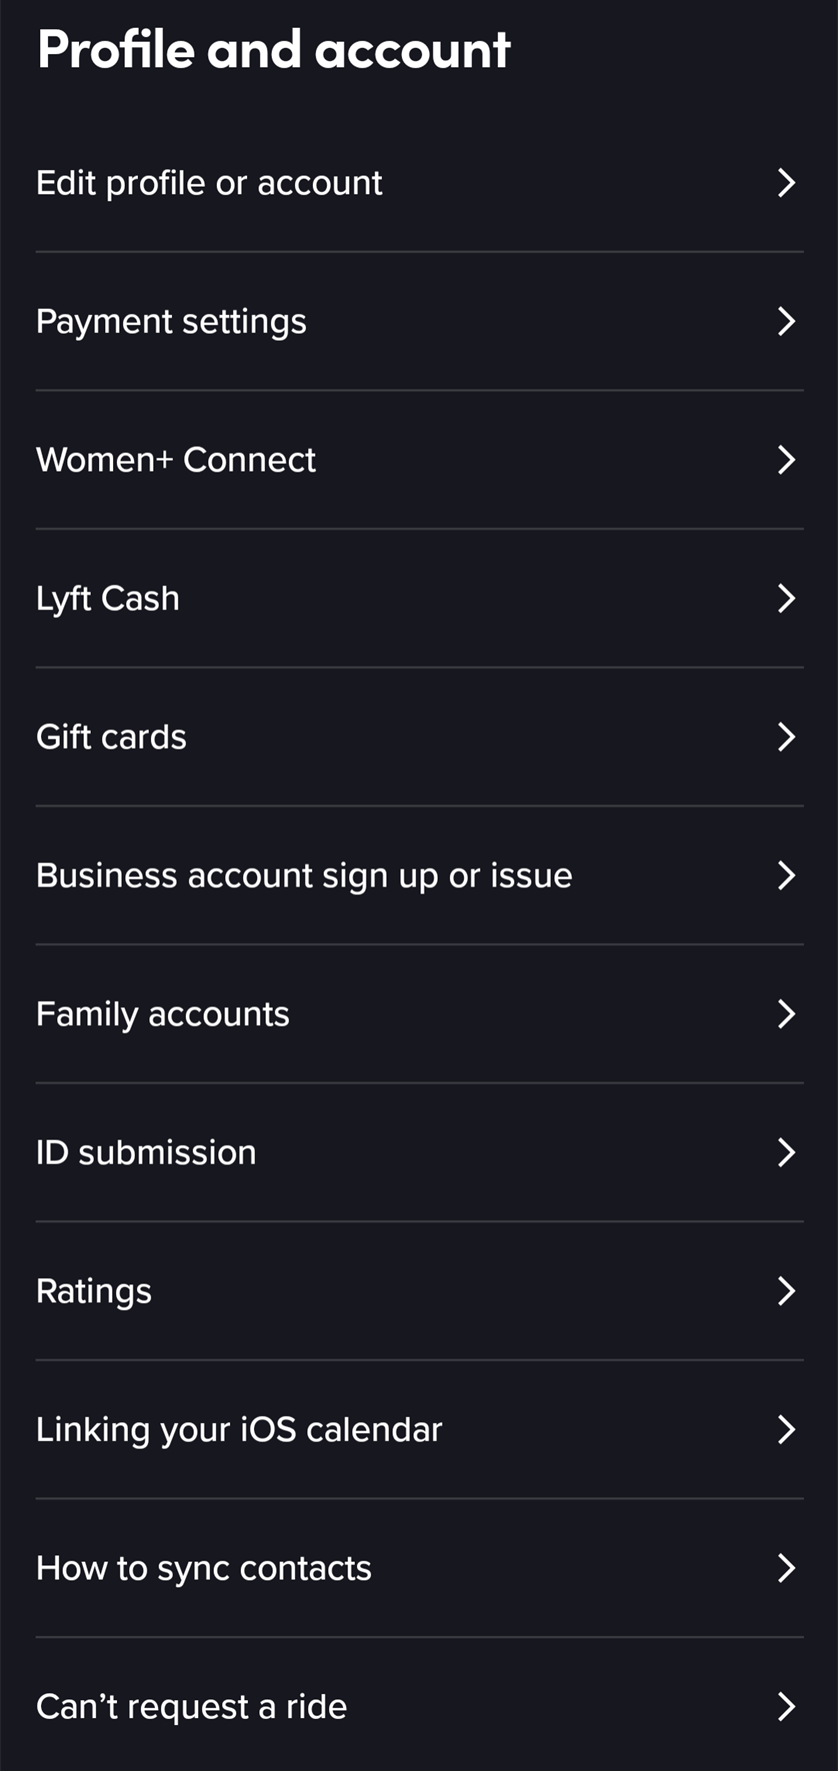 Profile and account
Edit profile or account
Payment settings
Women+ Connect
Lyft Cash
Gift cards
Business account sign up or issue
Family accounts
ID submission
Ratings
Linking your iOS calendar
How to sync contacts
Can’t request a ride